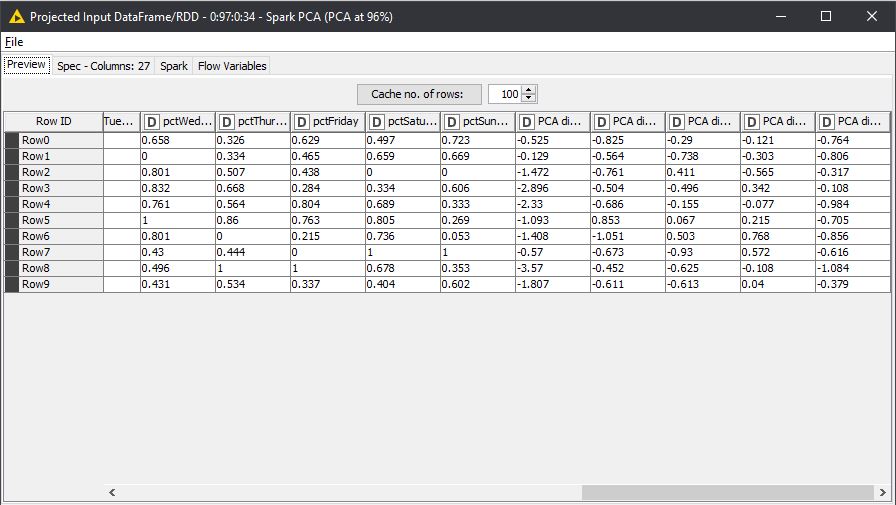 Projected Input DataFrame/RDD - 0:97:0:34 - Spark PCA (PCA at 96%)
File
Preview Spec - Columns: 27 Spark Flow Variables
Cache no. of rows: 100
Row ID Tue... D pctWed... D pctThur... D pctFriday D pctSatu... D pctSun... D PCA di... D PCA di... D PCA di... D PCA di... D PCA di...
Row0 0.658 0.326 0.629 0.497 0.723 -0.525 -0.825 -0.29 -0.121 -0.764
Row1 0 0.334 0.465 0.659 0.669 -0.129 -0.564 -0.738 -0.303 -0.806
Row2 0.801 0.507 0.438 0 0 -1.472 -0.761 0.411 -0.565 -0.317
Row3 0.832 0.668 0.284 0.334 0.606 -2.896 -0.504 -0.496 0.342 -0.108
Row4 0.761 0.564 0.804 0.689 0.333 -2.33 -0.686 -0.155 -0.077 -0.984
Row5 1 0.86 0.763 0.805 0.269 -1.093 0.853 0.067 0.215 -0.705
Row6 0.801 0 0.215 0.736 0.053 -1.408 -1.051 0.503 0.768 -0.856
Row7 0.43 0.444 0 1 1 -0.57 -0.673 -0.93 0.572 -0.616
Row8 0.496 1 1 0.678 0.353 -3.57 -0.452 -0.625 -0.108 -1.084
Row9 0.431 0.534 0.337 0.404 0.602 -1.807 -0.611 -0.613 0.04 -0.379